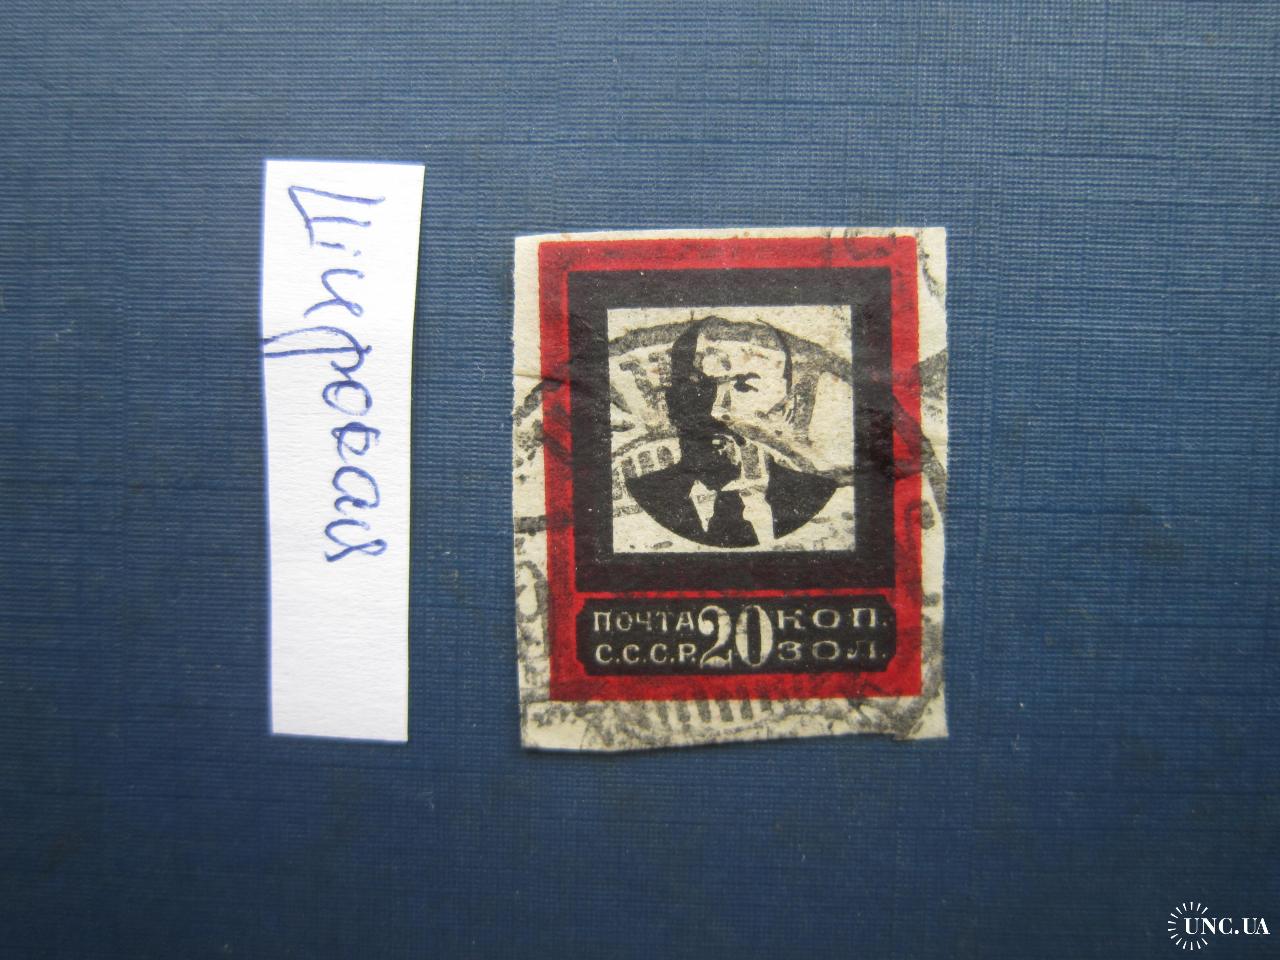 Широкая
ПОЧТА 20 КОП.
С.С.С.Р. ЗОЛ.
UNC.UA